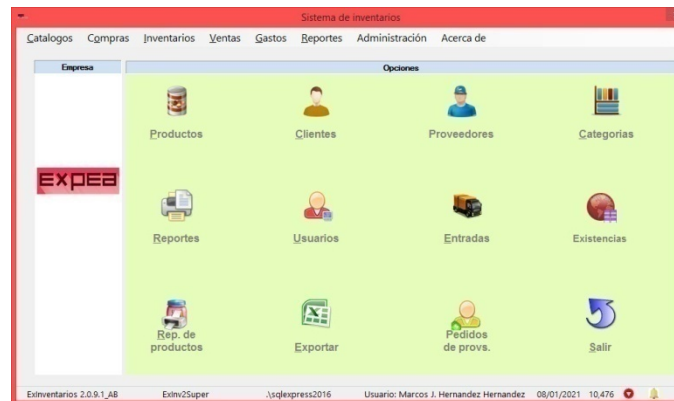 Sistema de inventarios
Catalogos Compras Inventarios Ventas Gastos Reportes Administración Acerca de
Empresa Opciones
Productos Clientes Proveedores Categorias
EXPEA
Reportes Usuarios Entradas Existencias
Rep. de productos Exportar Pedidos de provs. Salir
ExInventarios 2.0.9.1_AB ExInv2Super .\sqlexpress2016 Usuario: Marcos J. Hernandez Hernandez 08/01/2021 10,476